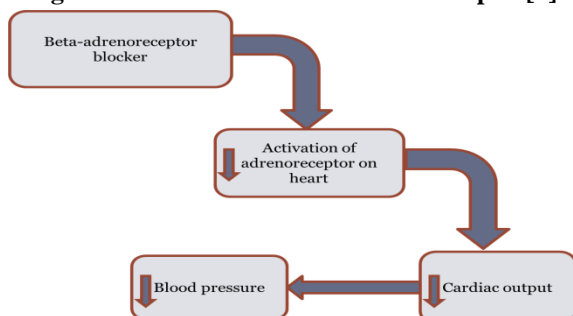 Beta-adrenoreceptor
blocker
Activation of
adrenoreceptor on
heart
Blood pressure
Cardiac output